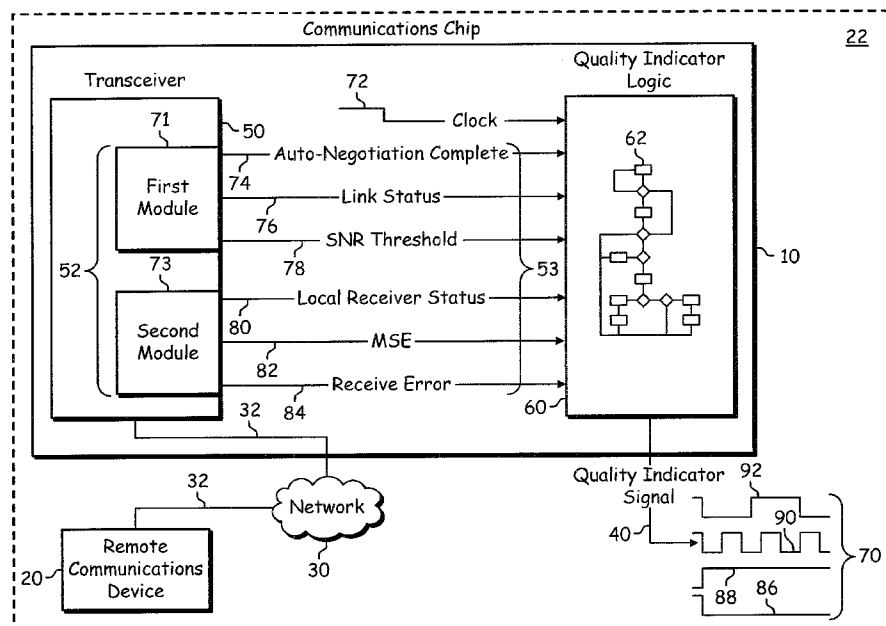 Communications Chip
22
Transceiver
Quality Indicator
Logic
71
50
72
Clock
62
74
Auto-Negotiation Complete
First
Module
76
Link Status
78
SNR Threshold
10
52
53
73
80
Local Receiver Status
Second
Module
82
MSE
84
Receive Error
60
32
32
Network
30
Quality Indicator
Signal
40
92
90
70
88
86
20
Remote
Communications
Device